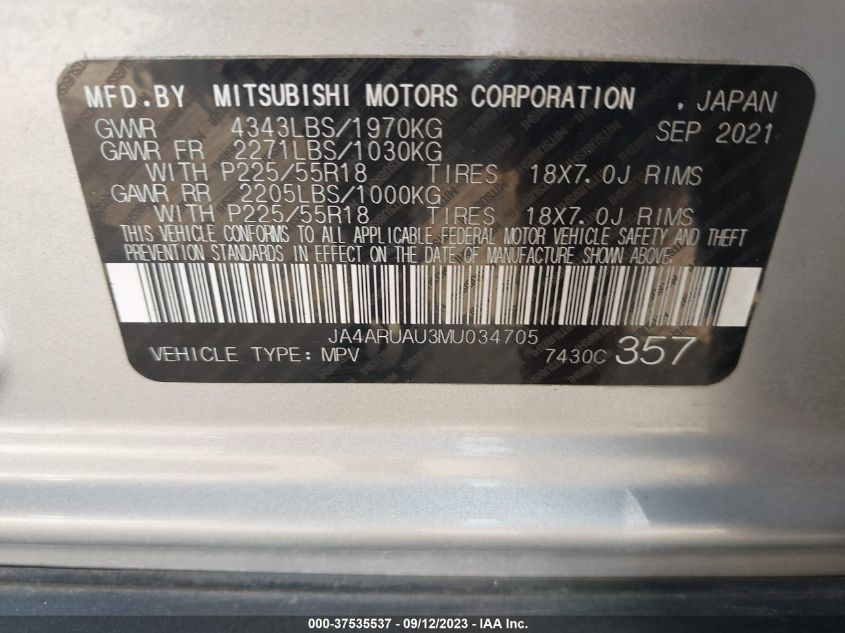 MFD.BY MITSUBISHI MOTORS CORPORATION , JAPAN
GVWR 4343LBS/1970KG SEP 2021
GAWR FR 2271LBS/1030KG
WITH P225/55R18 TIRES 18X7.0J RIMS
GAWR RR 2205LBS/1000KG
WITH P225/55R18 TIRES 18X7.0J RIMS
THIS VEHICLE CONFORMS TO ALL APPLICABLE FEDERAL MOTOR VEHICLE SAFETY AND THEFT
PREVENTION STANDARDS IN EFFECT ON THE DATE OF MANUFACTURE SHOWN ABOVE.
JA4ARUAU3MU034705
VEHICLE TYPE: MPV 7430C 357
000-37535537 - 09/12/2023 - © Copyright 2023 - IAA Inc.